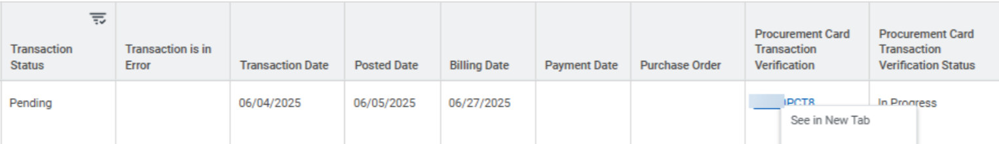 Transaction Status
Transaction is in Error
Transaction Date
Posted Date
Billing Date
Payment Date
Purchase Order
Procurement Card Transaction Verification
Procurement Card Transaction Verification Status
Pending
06/04/2025
06/05/2025
06/27/2025
PCT8
In Progress
See in New Tab